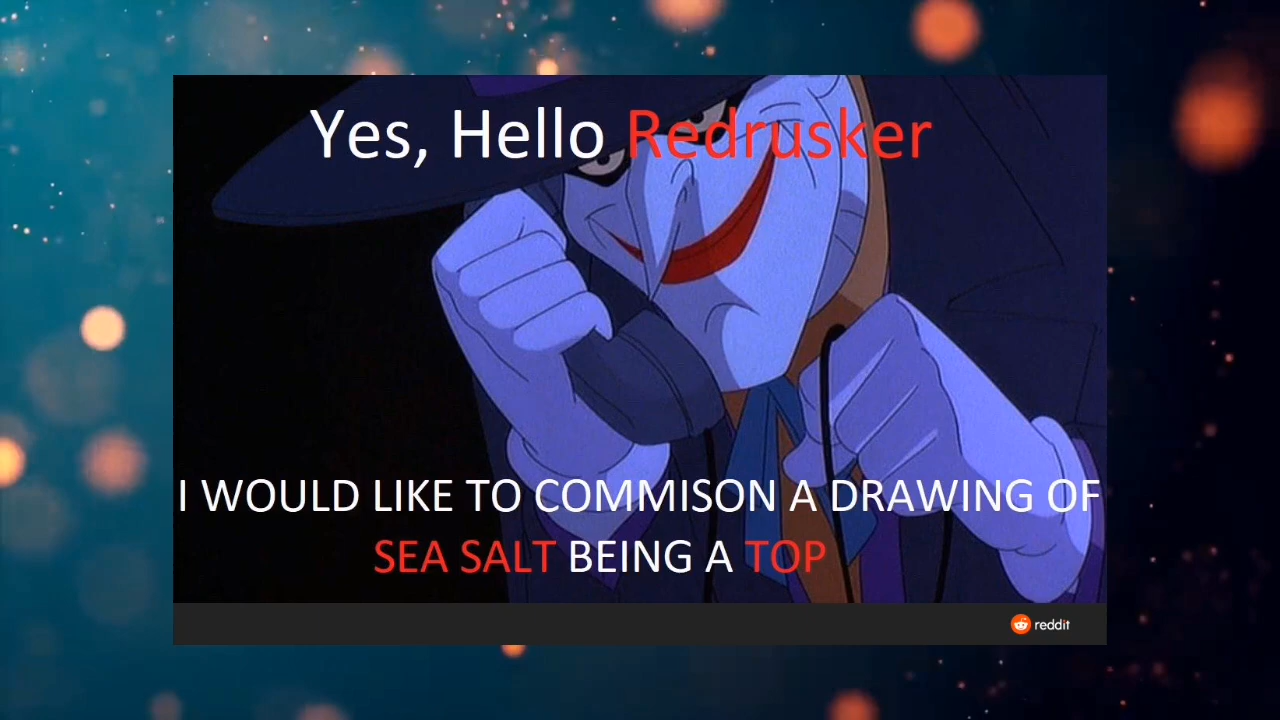 Yes, Hello Redrusker
I WOULD LIKE TO COMMISON A DRAWING OF
SEA SALT BEING A TOP
reddit